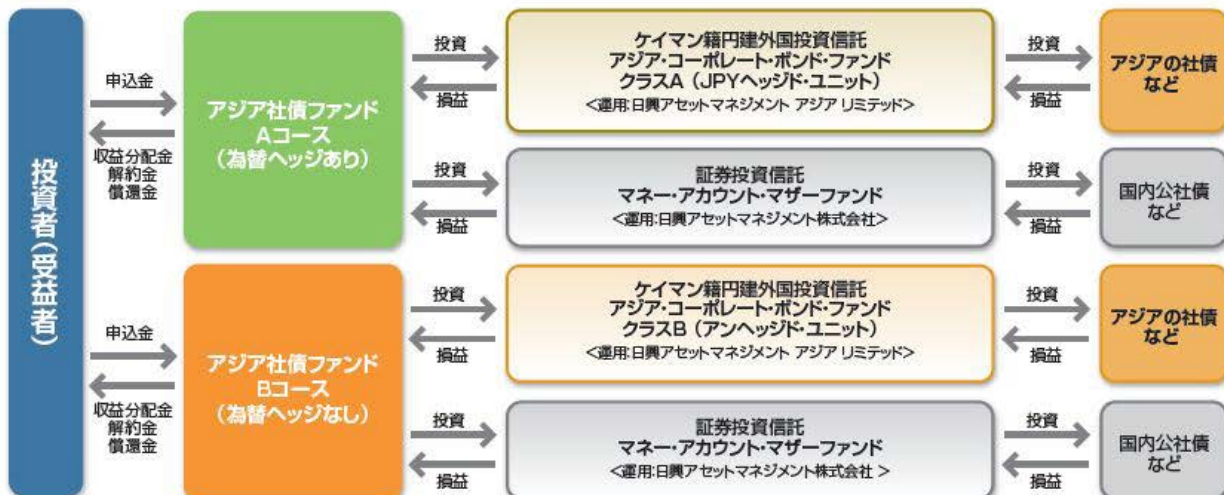 投資者(受益者)
申込金
収益分配金
解約金
償還金
アジア社債ファンド
Aコース
(為替ヘッジあり)
投資
損益
ケイマン籍円建外国投資信託
アジア・コーポレート・ボンド・ファンド
クラスA(JPYヘッジド・ユニット)
<運用:日興アセットマネジメント アジア リミテッド>
投資
損益
アジアの社債
など
投資
損益
証券投資信託
マネー・アカウント・マザーファンド
<運用:日興アセットマネジメント株式会社>
投資
損益
国内公社債
など
申込金
収益分配金
解約金
償還金
アジア社債ファンド
Bコース
(為替ヘッジなし)
投資
損益
ケイマン籍円建外国投資信託
アジア・コーポレート・ボンド・ファンド
クラスB(アンヘッジド・ユニット)
<運用:日興アセットマネジメント アジア リミテッド>
投資
損益
アジアの社債
など
投資
損益
証券投資信託
マネー・アカウント・マザーファンド
<運用:日興アセットマネジメント株式会社 >
投資
損益
国内公社債
など